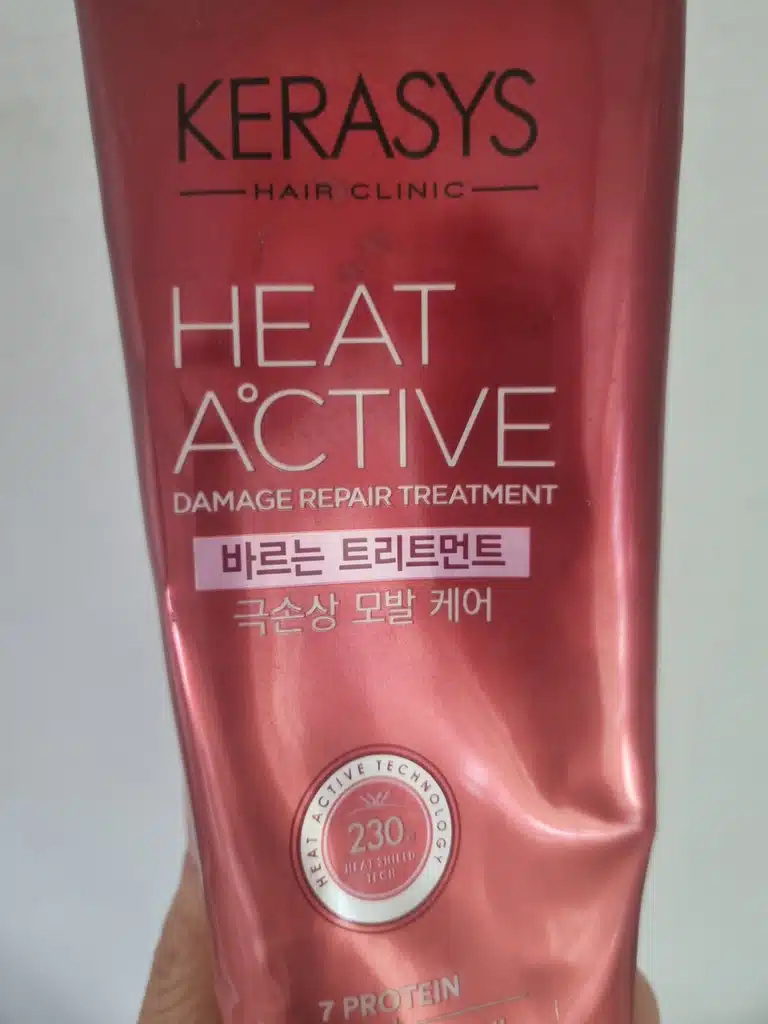 KERASYS
HAIR CLINIC
HEAT
A°CTIVE
DAMAGE REPAIR TREATMENT
바르는 트리트먼트
극손상 모발 케어
HEAT ACTIVE TECHNOLOGY
230
HEAT SHIELD
TECH
7 PROTEIN